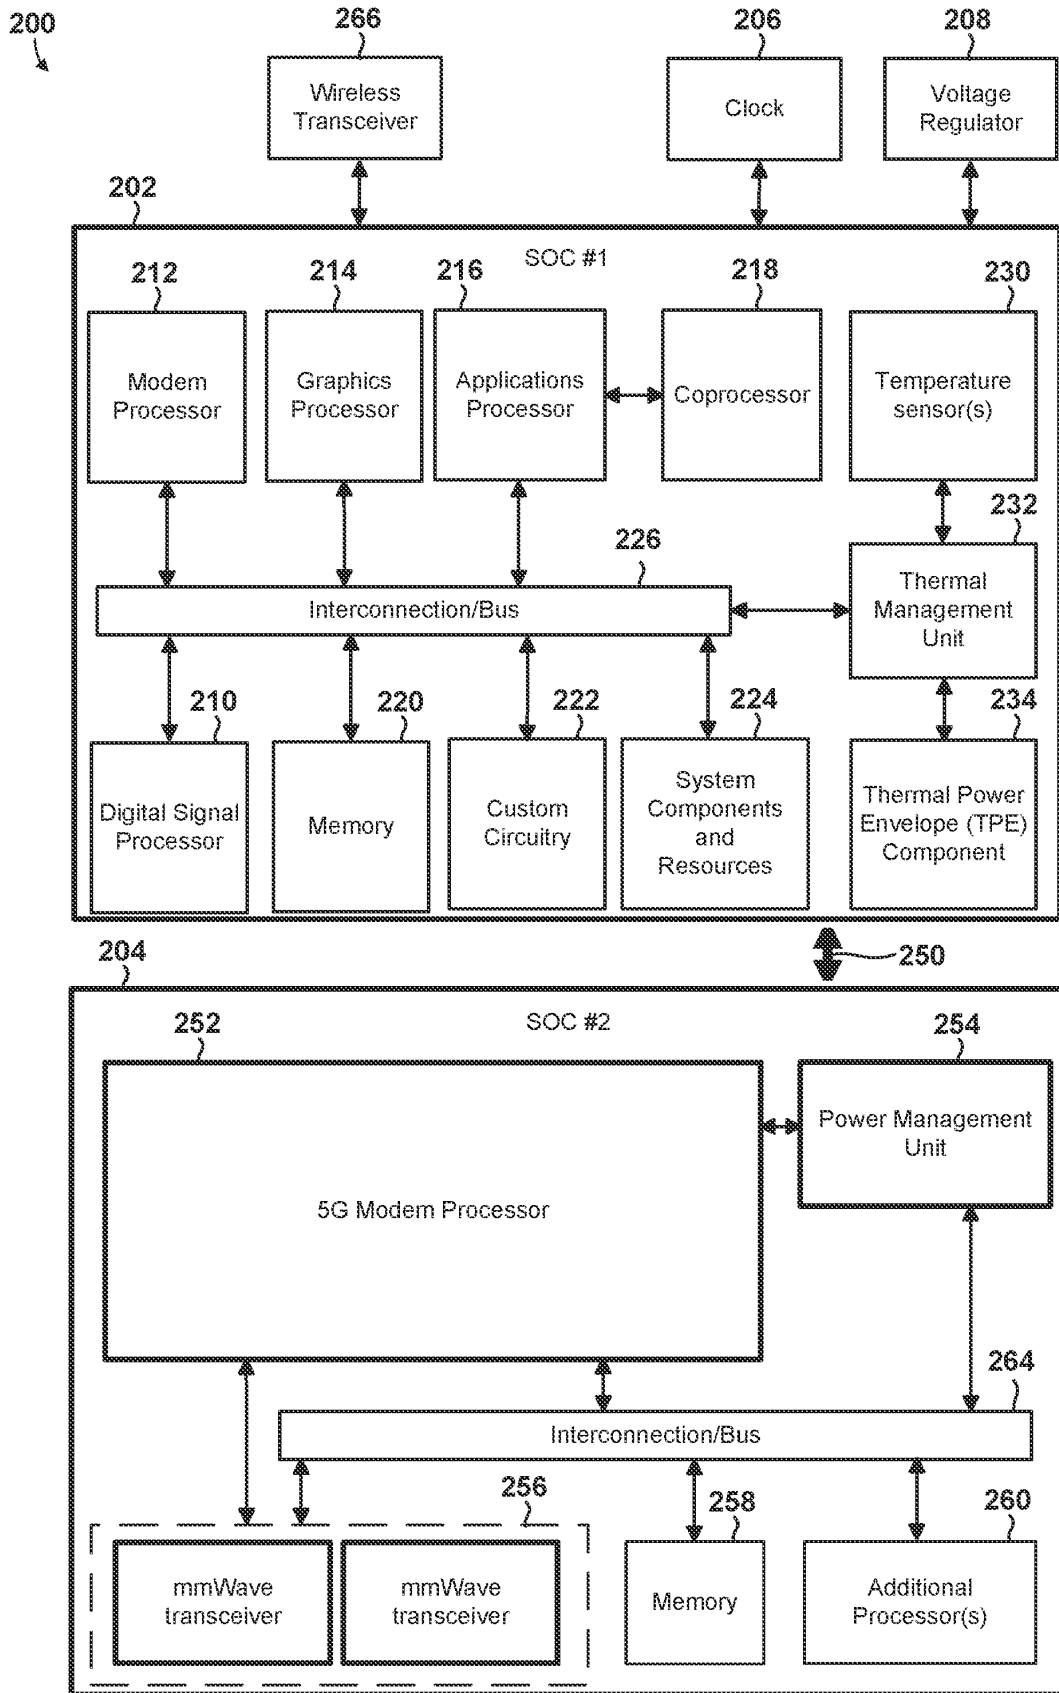 200
266
206
208
Wireless
Transceiver
Clock
Voltage
Regulator
202
SOC #1
212
214
216
218
230
Modem
Processor
Graphics
Processor
Applications
Processor
Coprocessor
Temperature
sensor(s)
232
226
Interconnection/Bus
Thermal
Management
Unit
210
220
222
224
234
Digital Signal
Processor
Memory
Custom
Circuitry
System
Components
and
Resources
Thermal Power
Envelope (TPE)
Component
204
250
SOC #2
252
254
5G Modem Processor
Power Management
Unit
264
Interconnection/Bus
256
258
260
mmWave
transceiver
mmWave
transceiver
Memory
Additional
Processor(s)